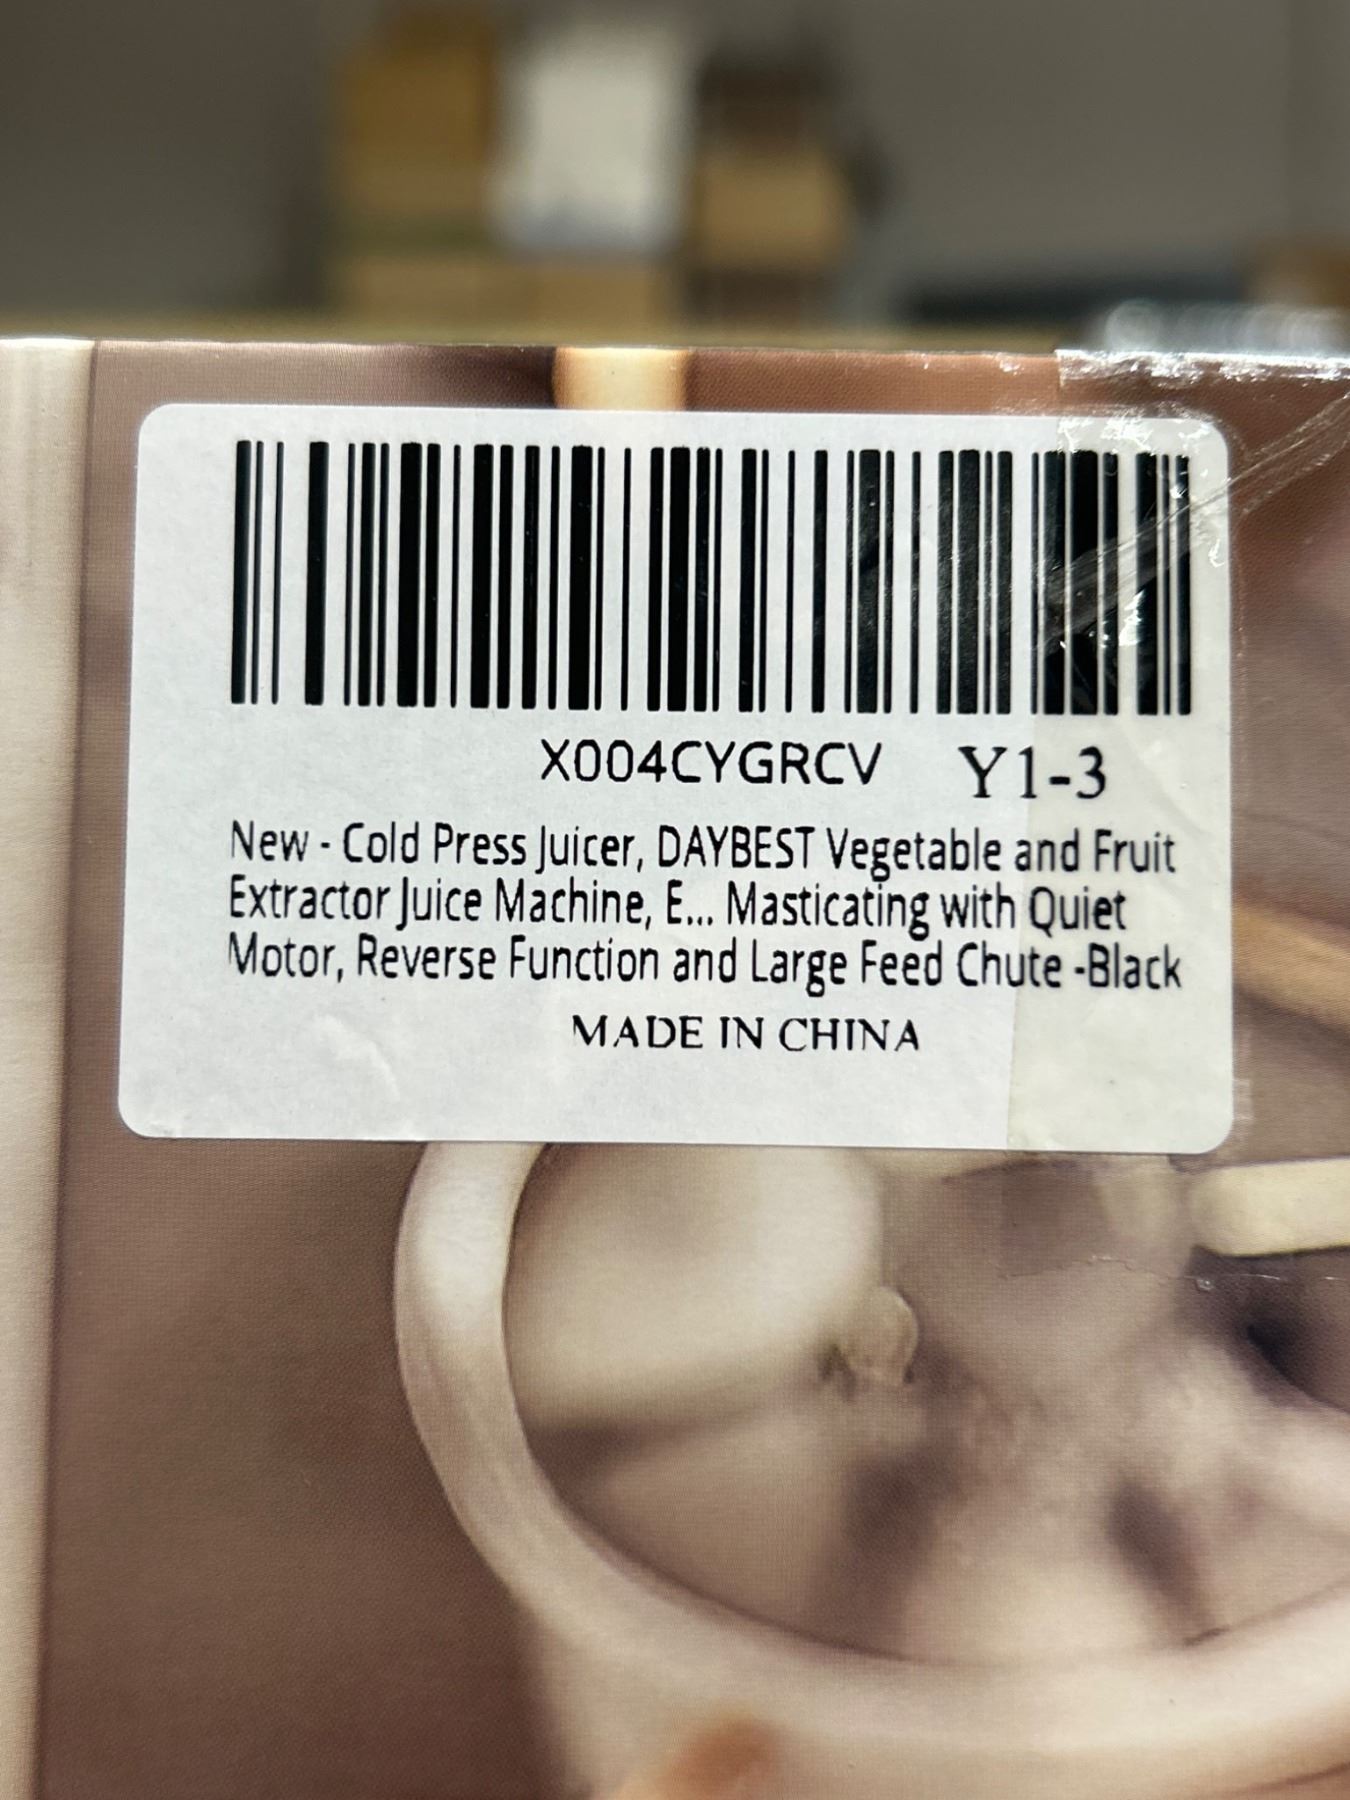 X004CYGRCV Y1-3
New - Cold Press Juicer, DAYBEST Vegetable and Fruit
Extractor Juice Machine, E... Masticating with Quiet
Motor, Reverse Function and Large Feed Chute -Black
MADE IN CHINA